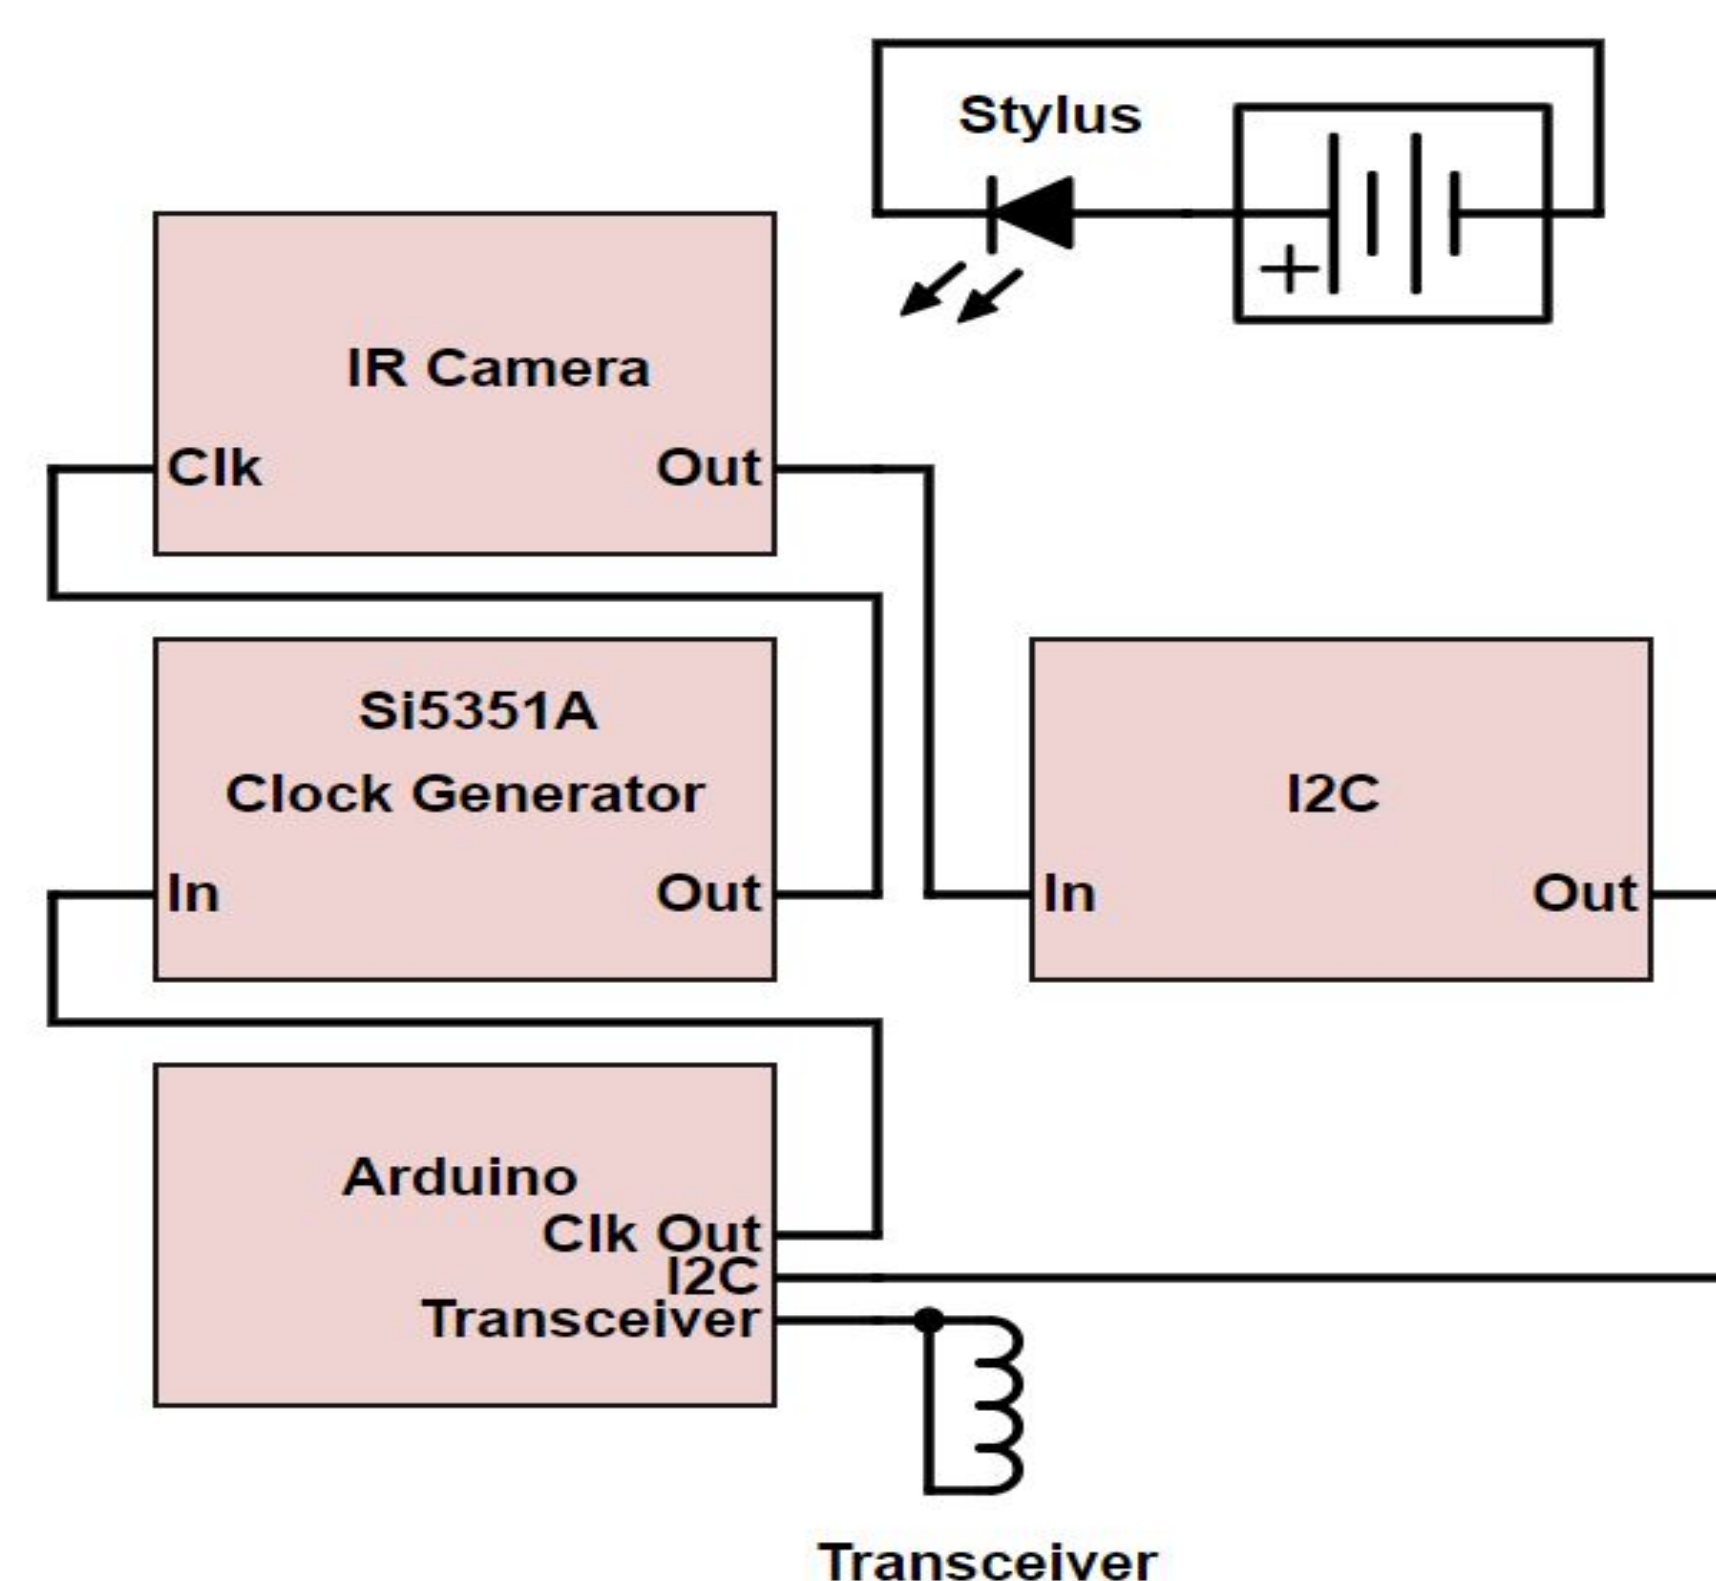 Stylus
+
IR Camera
Clk
Out
Si5351A
Clock Generator
In
Out
I2C
In
Out
Arduino
Clk Out
I2C
Transceiver
Transceiver